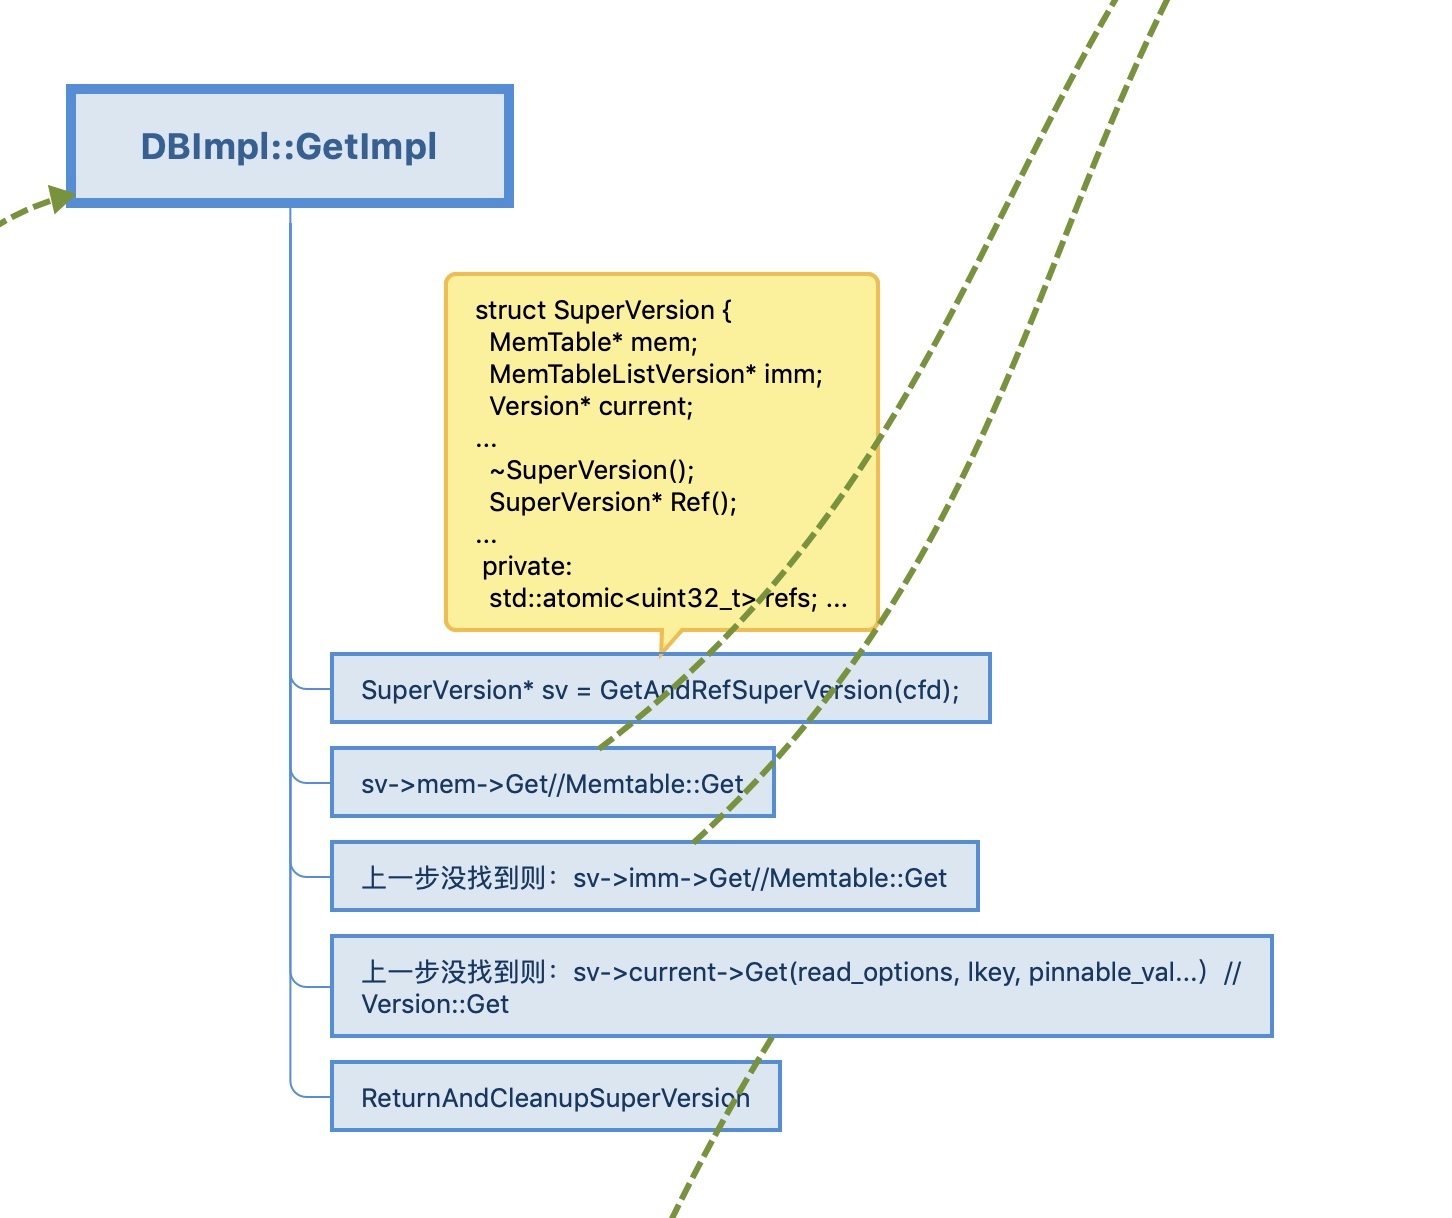 DBImpl::GetImpl
struct SuperVersion {
MemTable* mem;
MemTableListVersion* imm;
Version* current;
...
~SuperVersion();
SuperVersion* Ref();
...
private:
std::atomic<uint32_t> refs; ...
SuperVersion* sv = GetAndRefSuperVersion(cfd);
sv->mem->Get//Memtable::Get
上一步没找到则：sv->imm->Get//Memtable::Get
上一步没找到则：sv->current->Get(read_options, lkey, pinnable_val...）//
Version::Get
ReturnAndCleanupSuperVersion